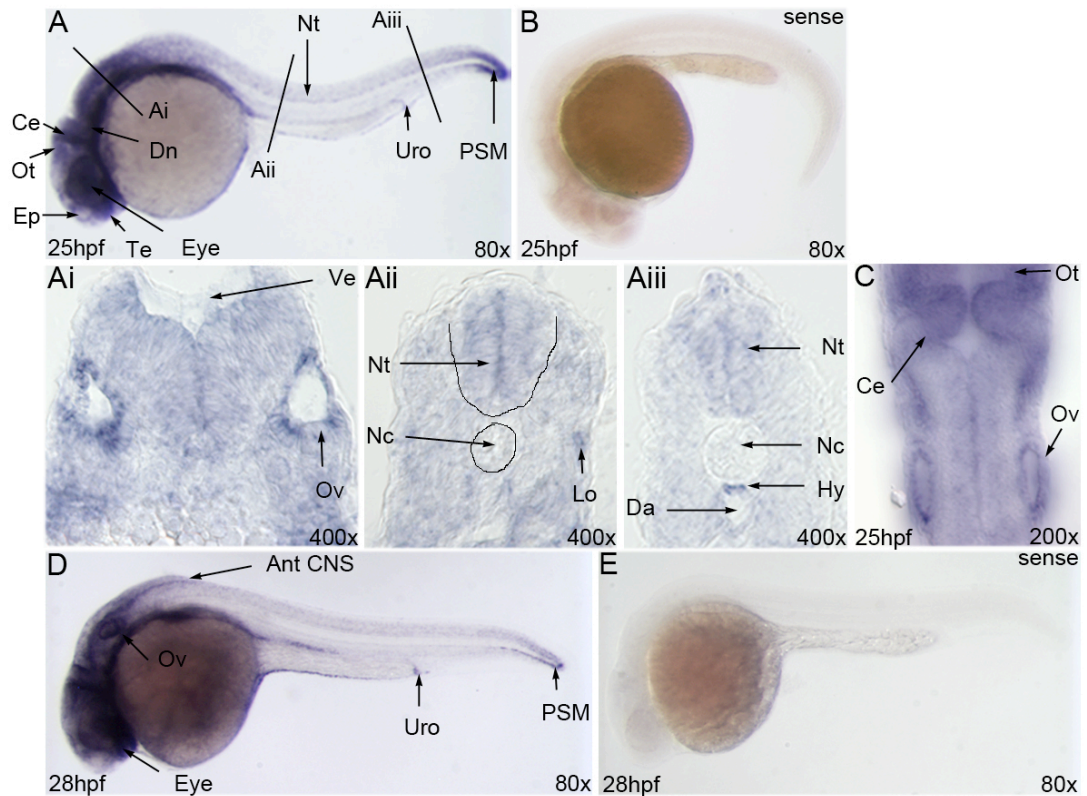 A
Nt
Aiii
B
sense
Ai
Ce
Dn
Ot
Aii
Uro
PSM
Ep
Te
Eye
25hpf
80x
25hpf
80x
Ai
Ve
Ov
400x
Aii
Nt
Nc
Lo
400x
Aiii
Nt
Nc
Hy
Da
400x
C
Ot
Ce
Ov
25hpf
200x
D
Ant CNS
Ov
Uro
PSM
Eye
28hpf
80x
E
sense
28hpf
80x